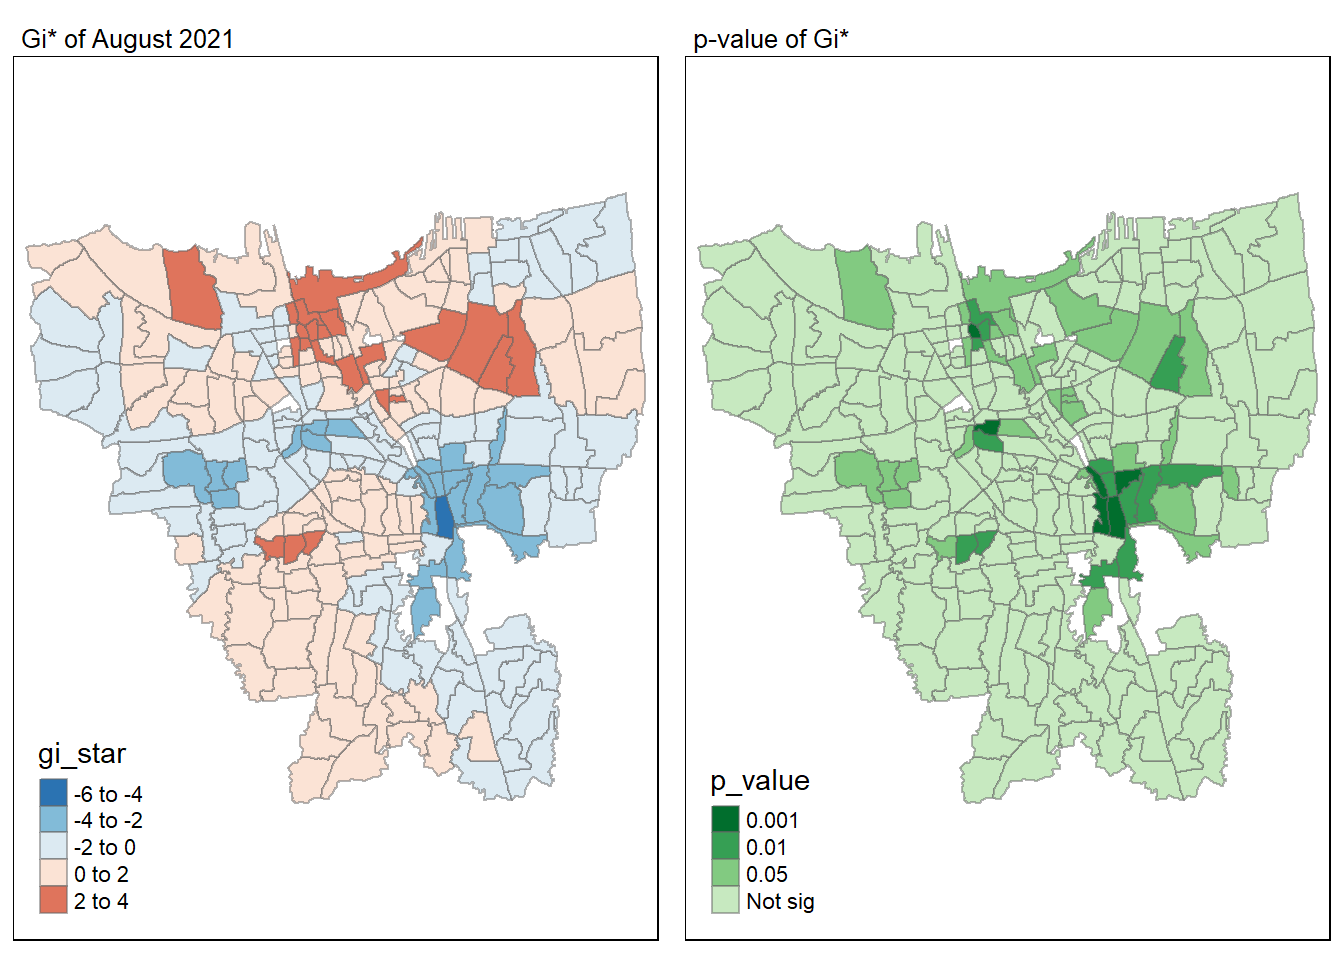 Gi* of August 2021
gi_star
-6 to -4
-4 to -2
-2 to 0
0 to 2
2 to 4
p-value of Gi*
p_value
0.001
0.01
0.05
Not sig